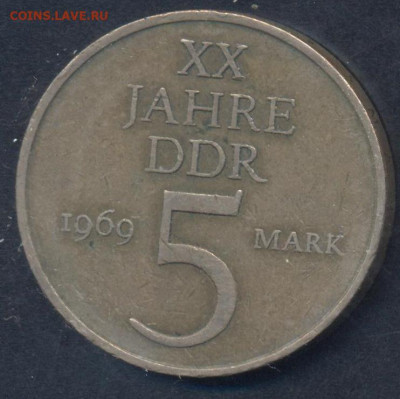 COINS.LAVE.RU
XX
JAHRE
DDR
1969 5 MARK